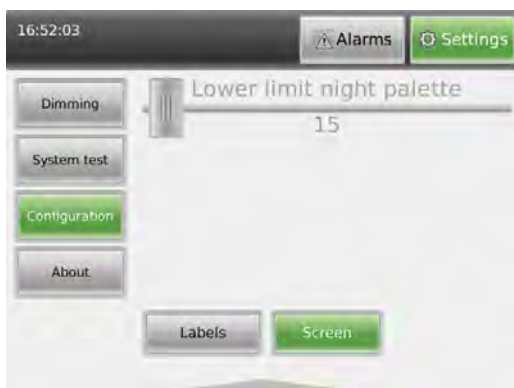 16:52:03
Alarms
Settings
Lower limit night palette
15
Dimming
System test
Configuration
About
Labels
Screen